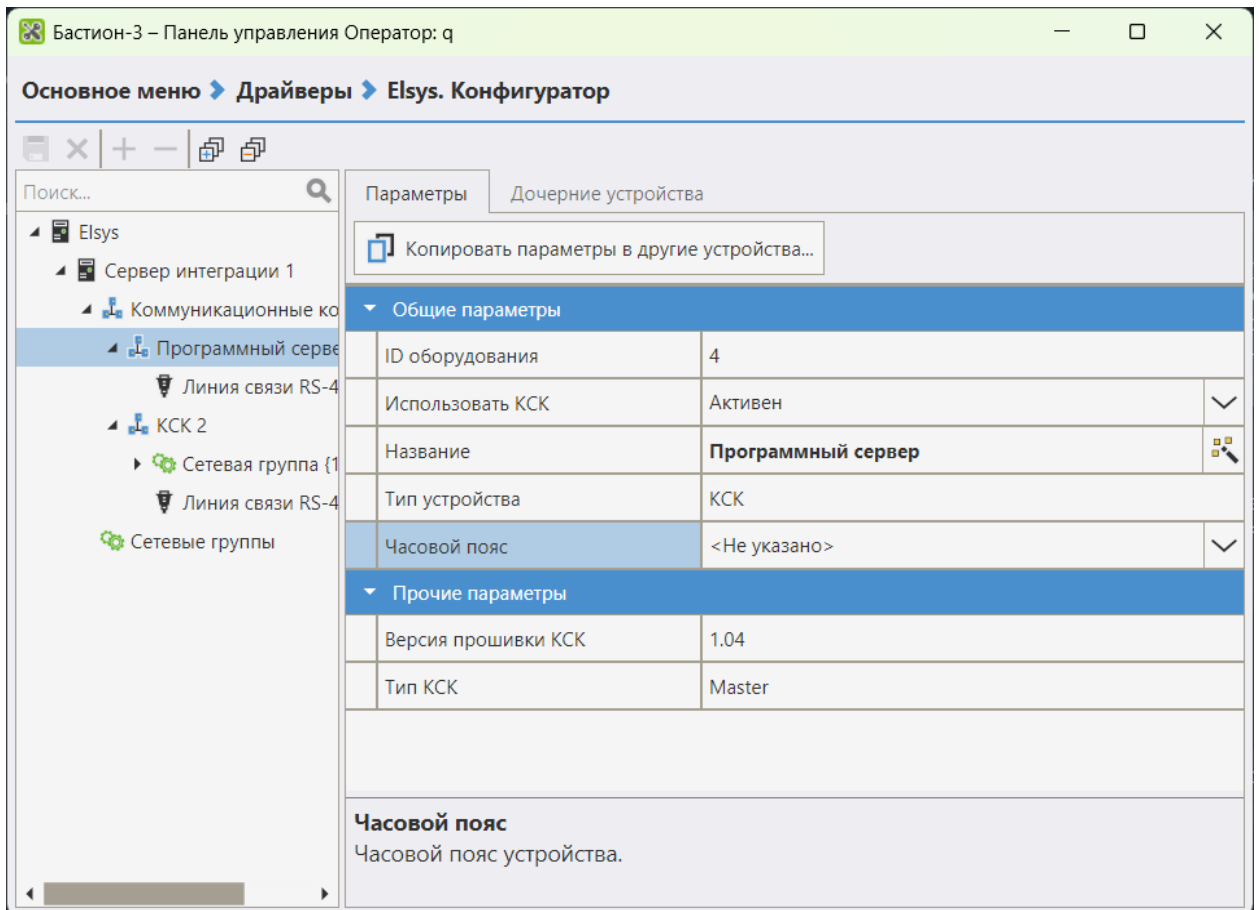 Бастион-3 – Панель управления Оператор: q
Основное меню Драйверы Elsys. Конфигуратор
Поиск...
Elsys
Сервер интеграции 1
Коммуникационные ко
Программный серве
Линия связи RS-4
КСК 2
Сетевая группа {1
Линия связи RS-4
Сетевые группы
Параметры Дочерние устройства
Копировать параметры в другие устройства...
Общие параметры
ID оборудования 4
Использовать КСК Активен
Название Программный сервер
Тип устройства КСК
Часовой пояс <Не указано>
Прочие параметры
Версия прошивки КСК 1.04
Тип КСК Master
Часовой пояс
Часовой пояс устройства.